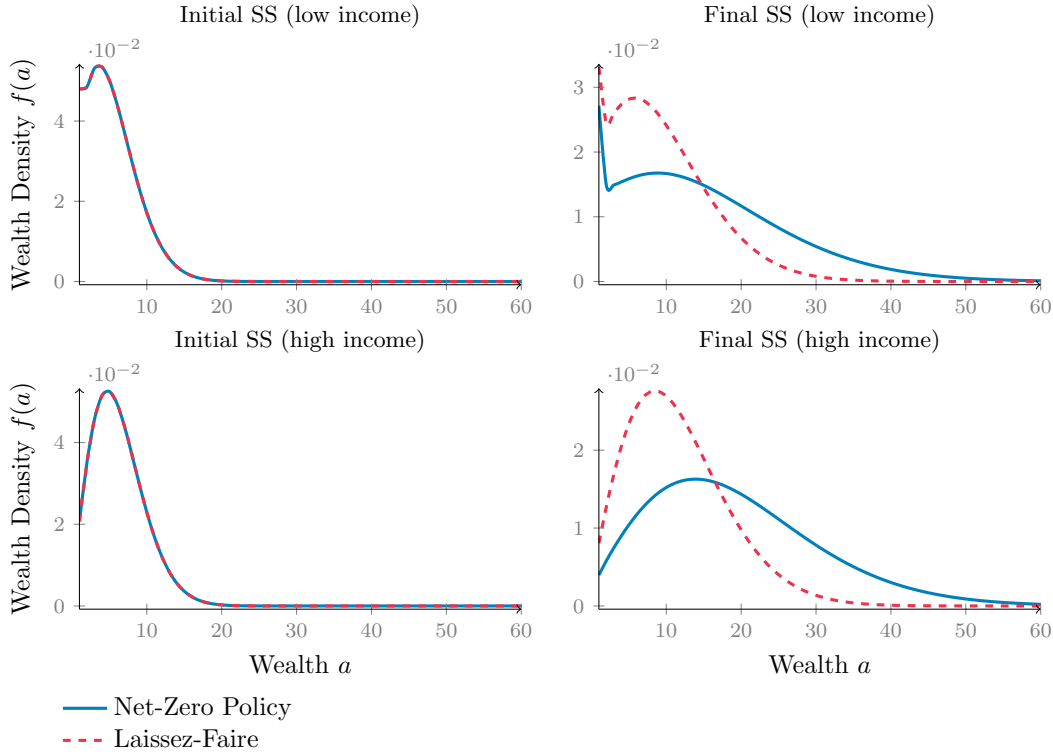 Initial SS (low income)
Final SS (low income)
·10⁻²
4
2
0
10 20 30 40 50 60
Wealth Density f(a)
·10⁻²
3
2
1
0
10 20 30 40 50 60
Initial SS (high income)
Final SS (high income)
·10⁻²
4
2
0
10 20 30 40 50 60
Wealth Density f(a)
Wealth a
·10⁻²
2
1
0
10 20 30 40 50 60
Wealth a
Net-Zero Policy
Laissez-Faire